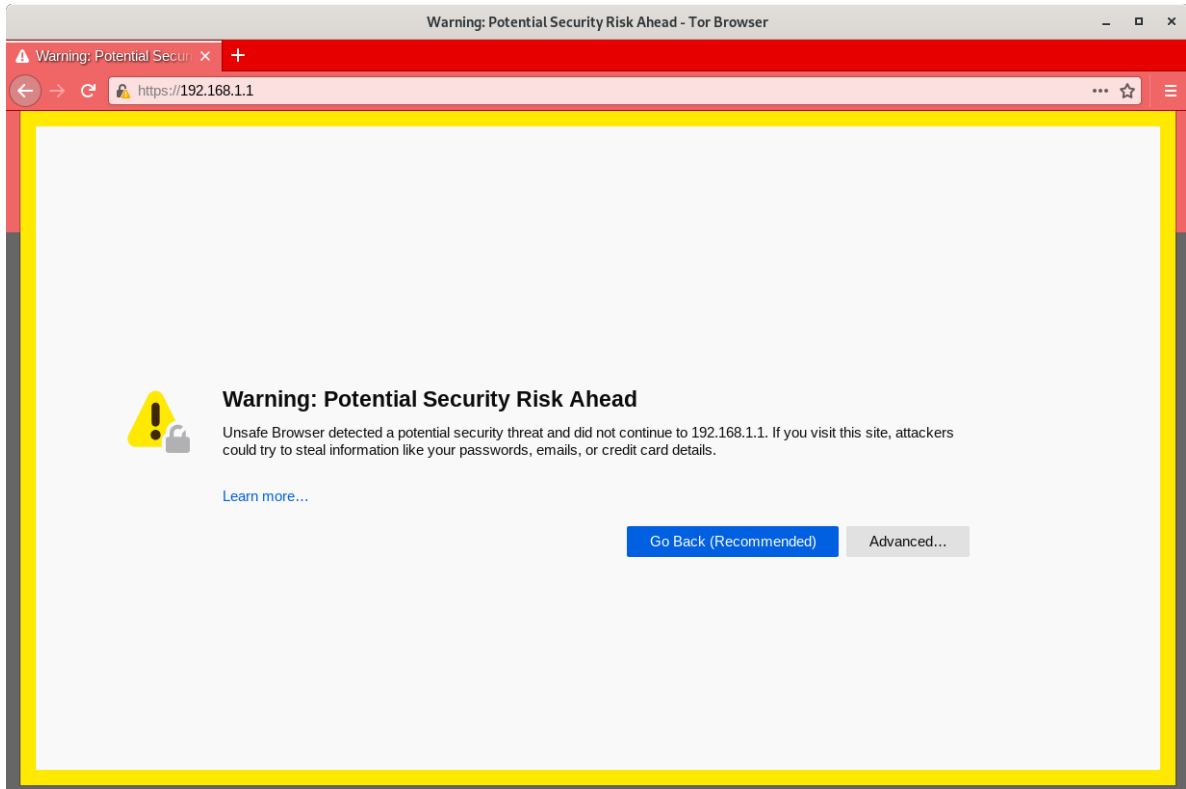 Warning: Potential Security Risk Ahead - Tor Browser
Warning: Potential Securi
https://192.168.1.1
Warning: Potential Security Risk Ahead
Unsafe Browser detected a potential security threat and did not continue to 192.168.1.1. If you visit this site, attackers
could try to steal information like your passwords, emails, or credit card details.
Learn more…
Go Back (Recommended)
Advanced…